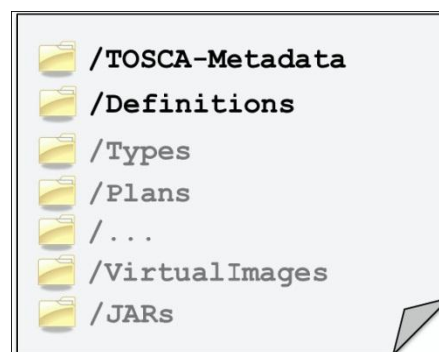 /TOSCA-Metadata
/Definitions
/Types
/Plans
/...
/VirtualImages
/JARs